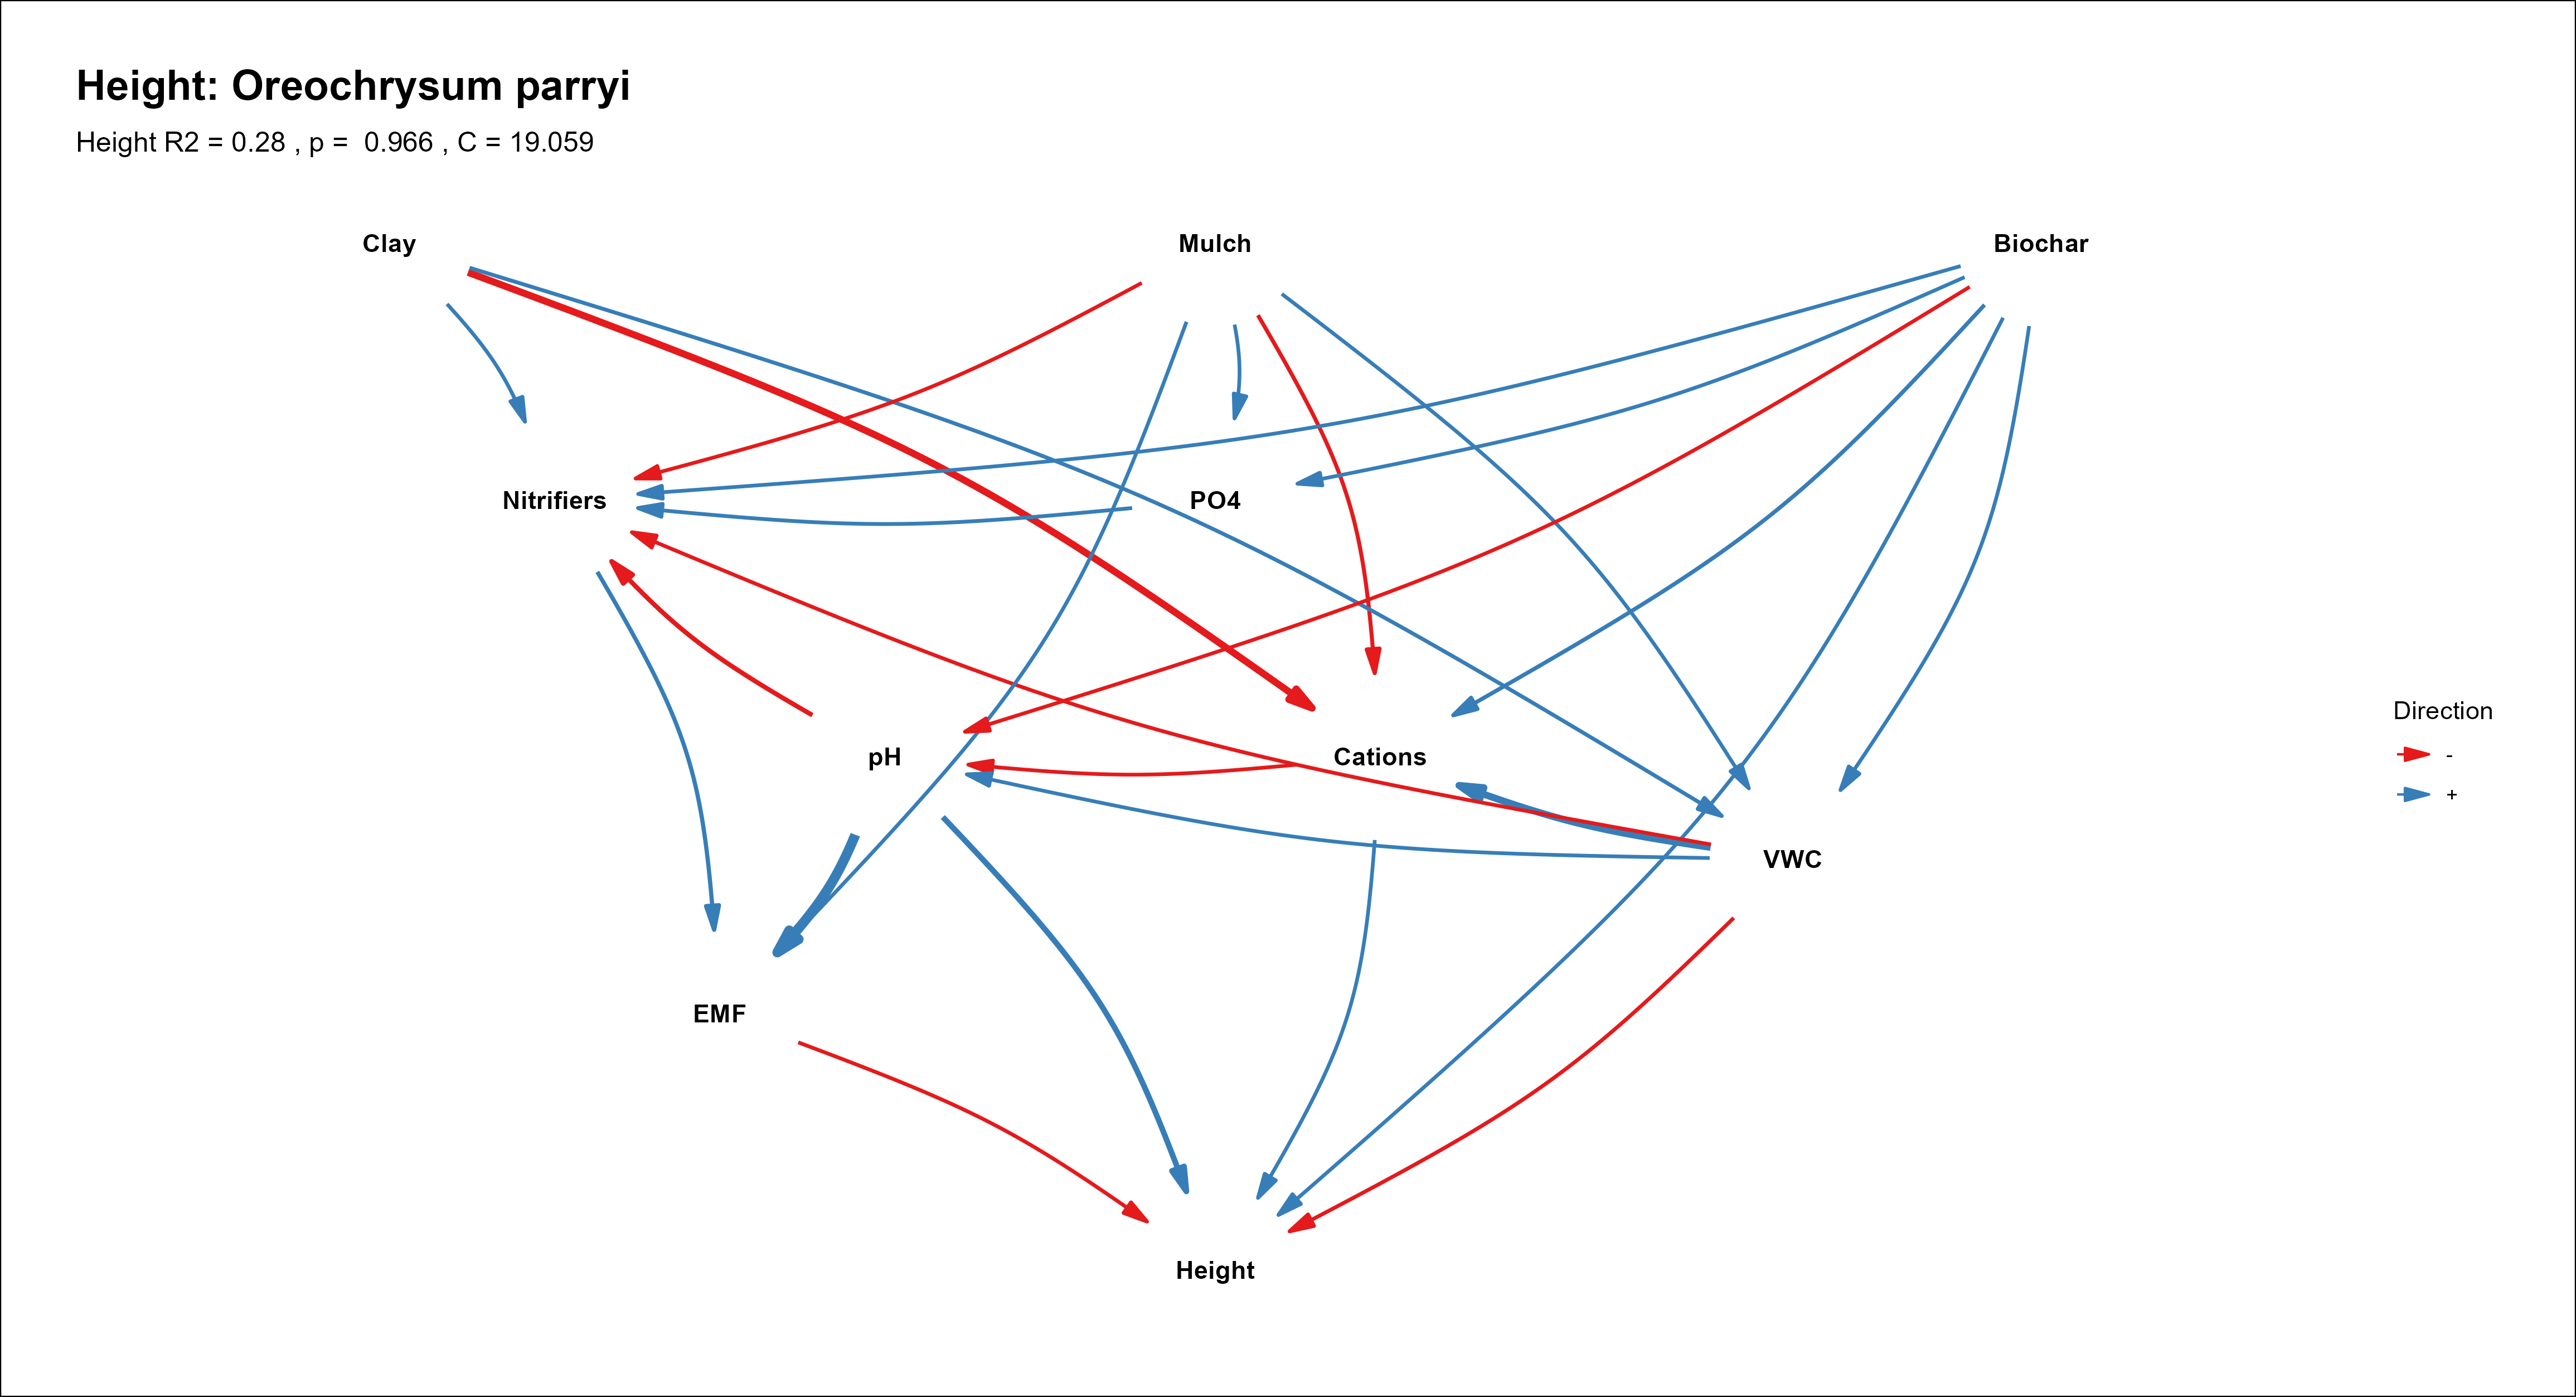 Height: Oreochrysum parryi
Height R2 = 0.28 , p =  0.966 , C = 19.059
Clay
Mulch
Biochar
Nitrifiers
PO4
pH
Cations
VWC
EMF
Height
Direction
-
+